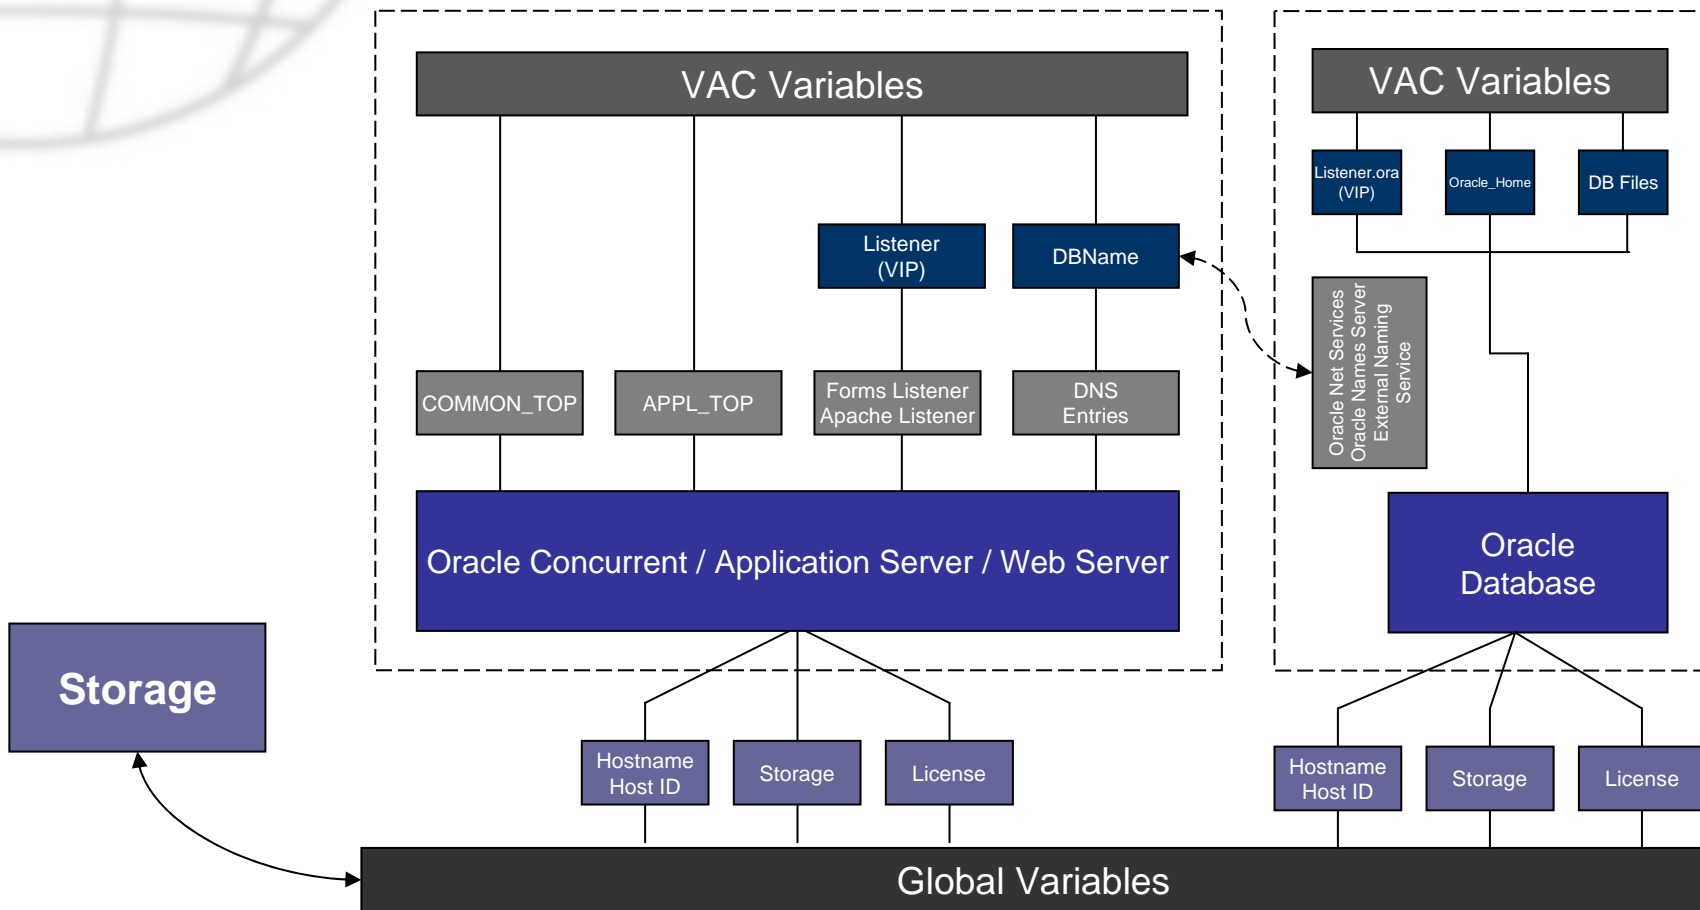 VAC Variables
Listener
(VIP)
DBName
COMMON_TOP
APPL_TOP
Forms Listener
Apache Listener
DNS
Entries
Oracle Concurrent / Application Server / Web Server
Hostname
Host ID
Storage
License
VAC Variables
Listener.ora
(VIP)
Oracle_Home
DB Files
Oracle Net Services
Oracle Names Server
External Naming
Service
Oracle
Database
Hostname
Host ID
Storage
License
Storage
Global Variables